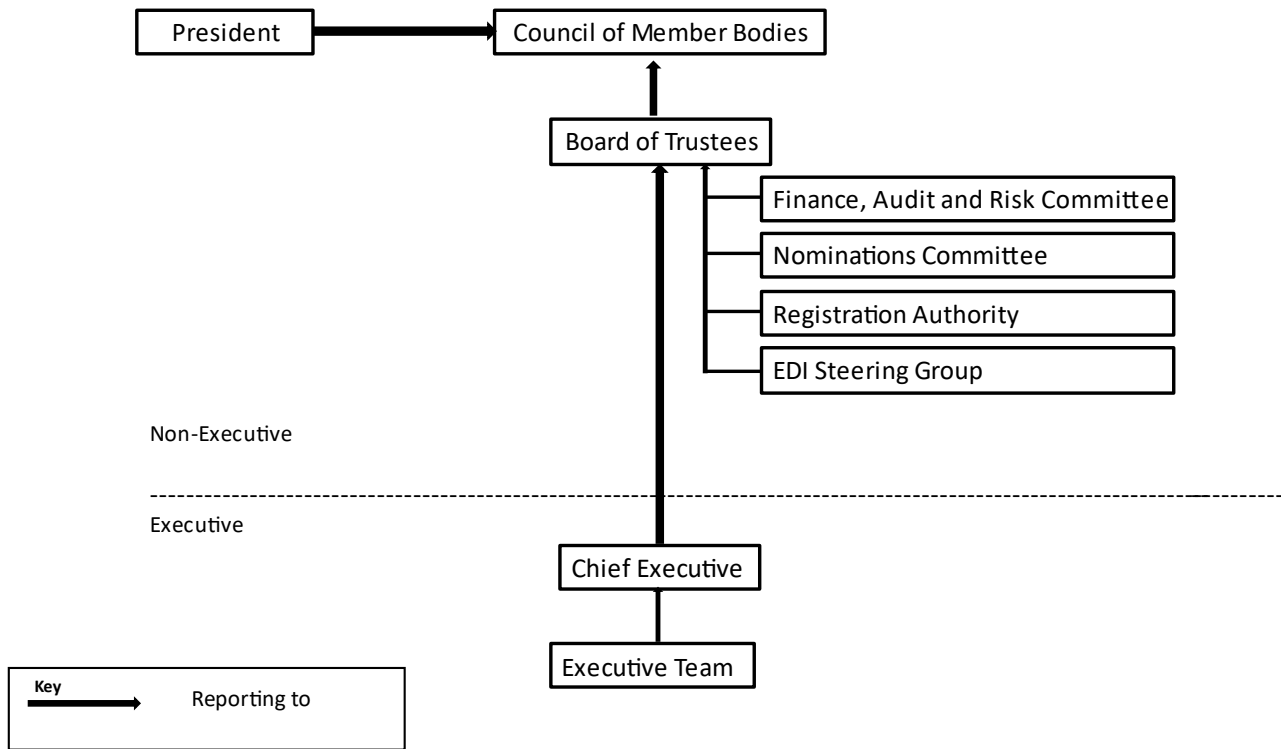 President
Council of Member Bodies
Board of Trustees
Finance, Audit and Risk Committee
Nominations Committee
Registration Authority
EDI Steering Group
Non-Executive
Executive
Chief Executive
Executive Team
Key
Reporting to